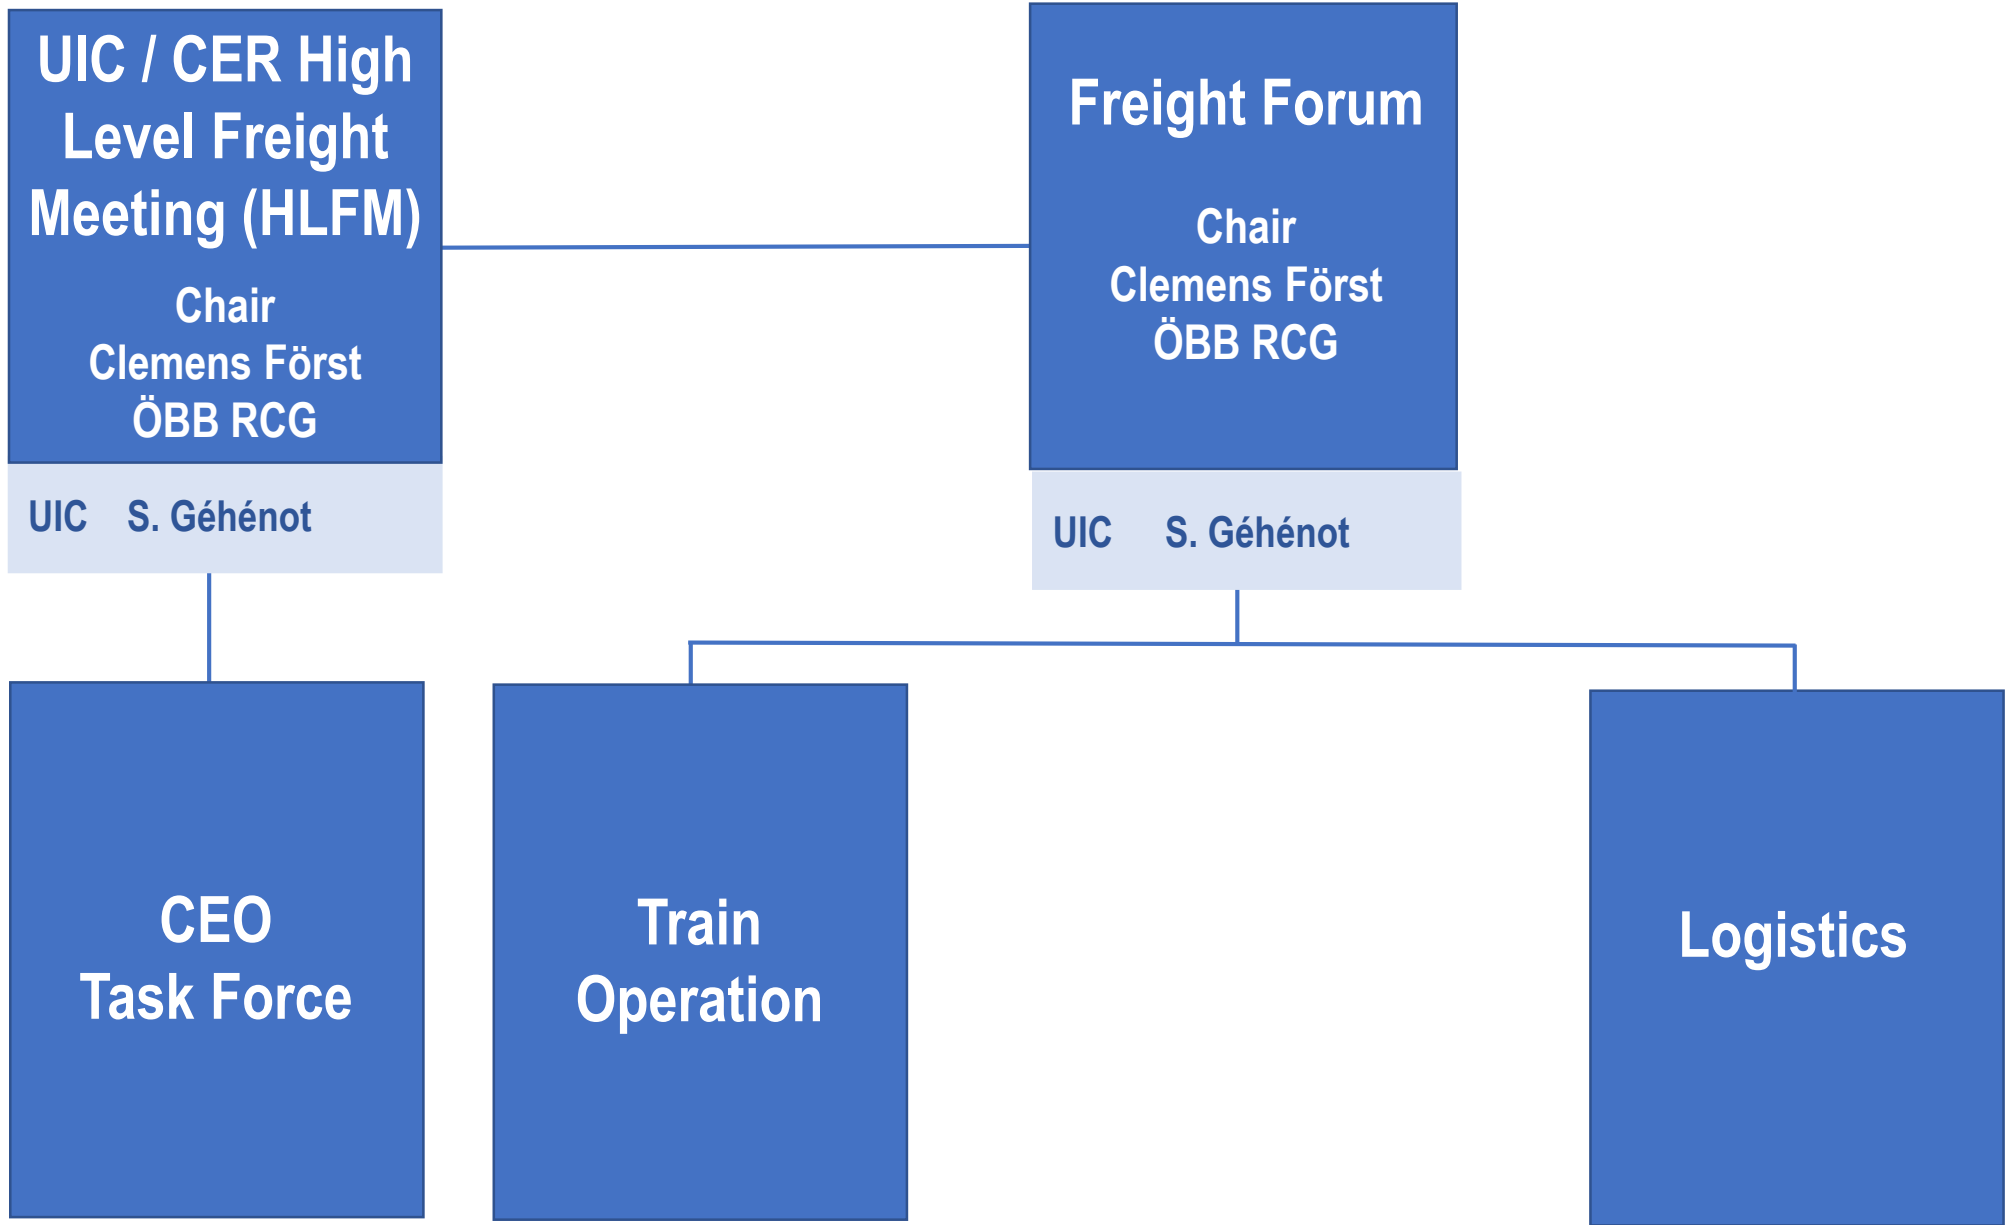 UIC / CER High
Level Freight
Meeting (HLFM)
Chair
Clemens Först
ÖBB RCG
UIC S. Géhénot
Freight Forum
Chair
Clemens Först
ÖBB RCG
UIC S. Géhénot
CEO
Task Force
Train
Operation
Logistics